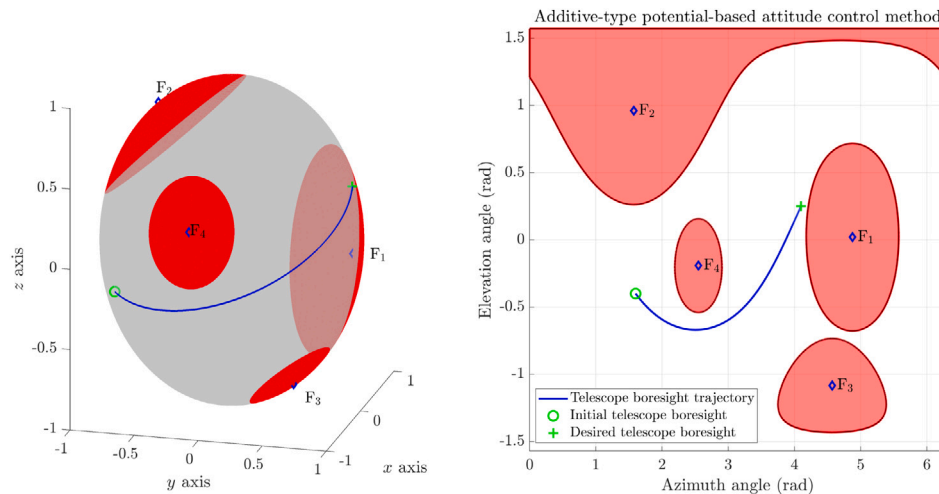 F₂
1
0.5
F₄
z axis
0
F₁
-0.5
F₃
1
-1
0
-1
-0.5
0
0.5
1
-1
x axis
y axis
Additive-type potential-based attitude control method
1.5
1
F₂
0.5
Elevation angle (rad)
0
F₁
F₄
-0.5
-1
F₃
Telescope boresight trajectory
Initial telescope boresight
Desired telescope boresight
-1.5
0
1
2
3
4
5
6
Azimuth angle (rad)